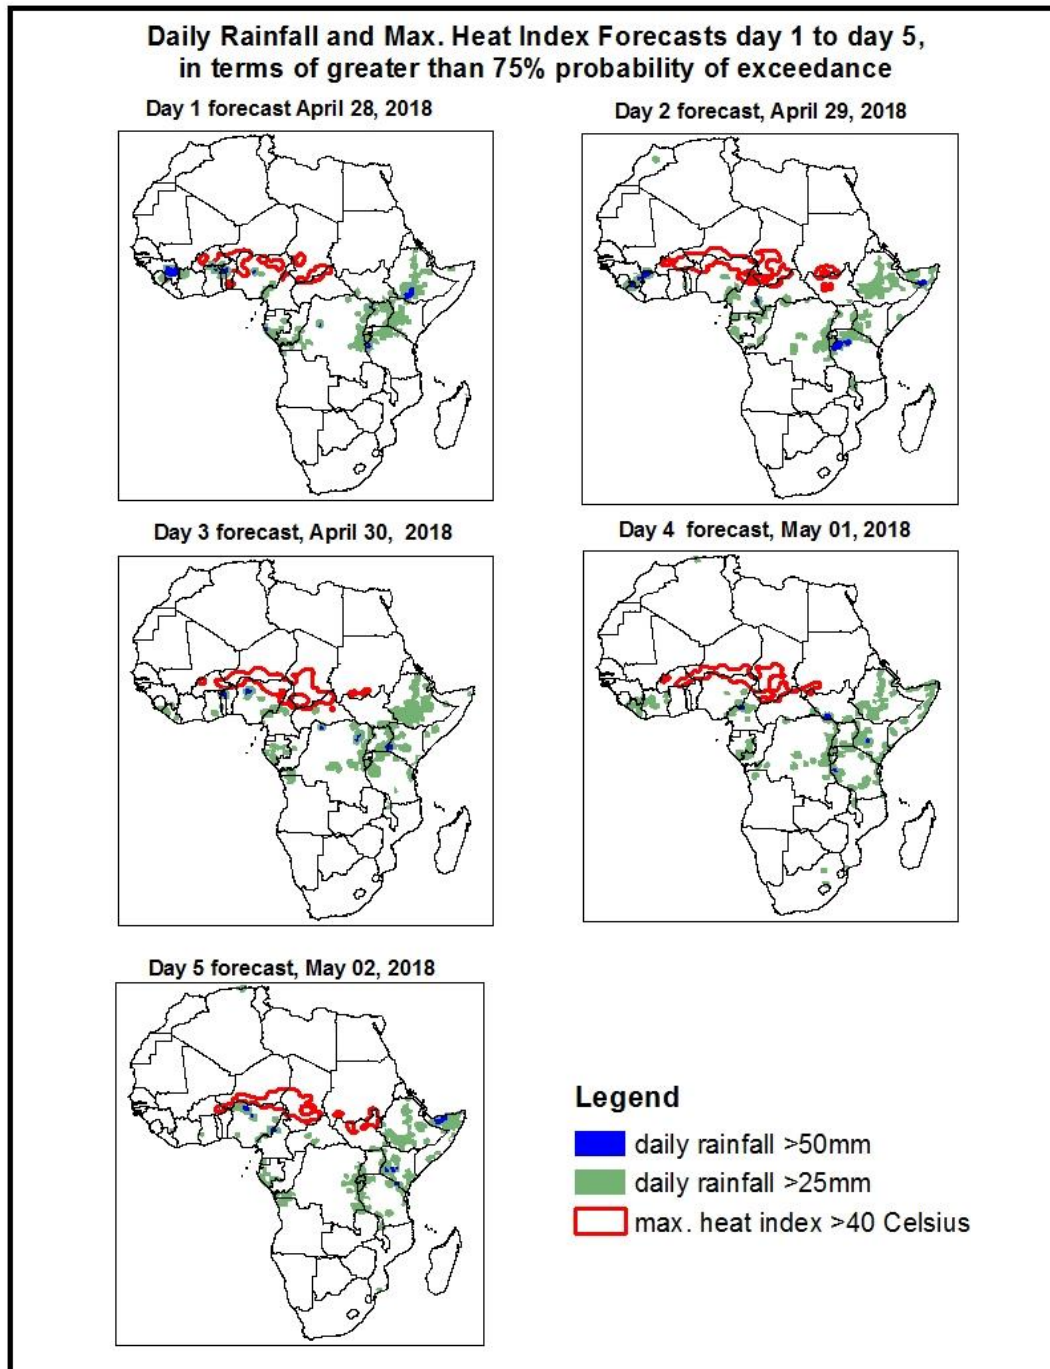 Daily Rainfall and Max. Heat Index Forecasts day 1 to day 5,
in terms of greater than 75% probability of exceedance
Day 1 forecast April 28, 2018
Day 2 forecast, April 29, 2018
Day 3 forecast, April 30, 2018
Day 4 forecast, May 01, 2018
Day 5 forecast, May 02, 2018
Legend
daily rainfall >50mm
daily rainfall >25mm
max. heat index >40 Celsius